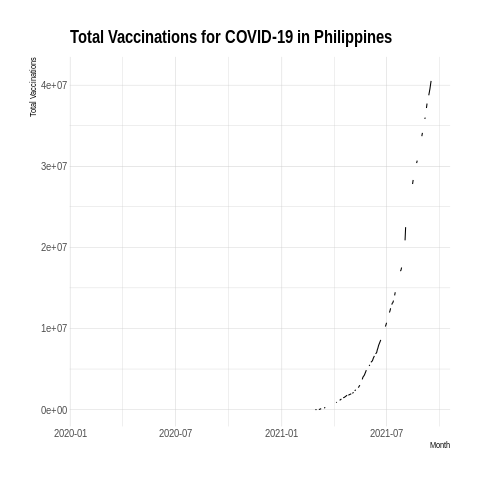 Total Vaccinations for COVID-19 in Philippines
Total Vaccinations
4e+07
3e+07
2e+07
1e+07
0e+00
2020-01
2020-07
2021-01
2021-07
Month